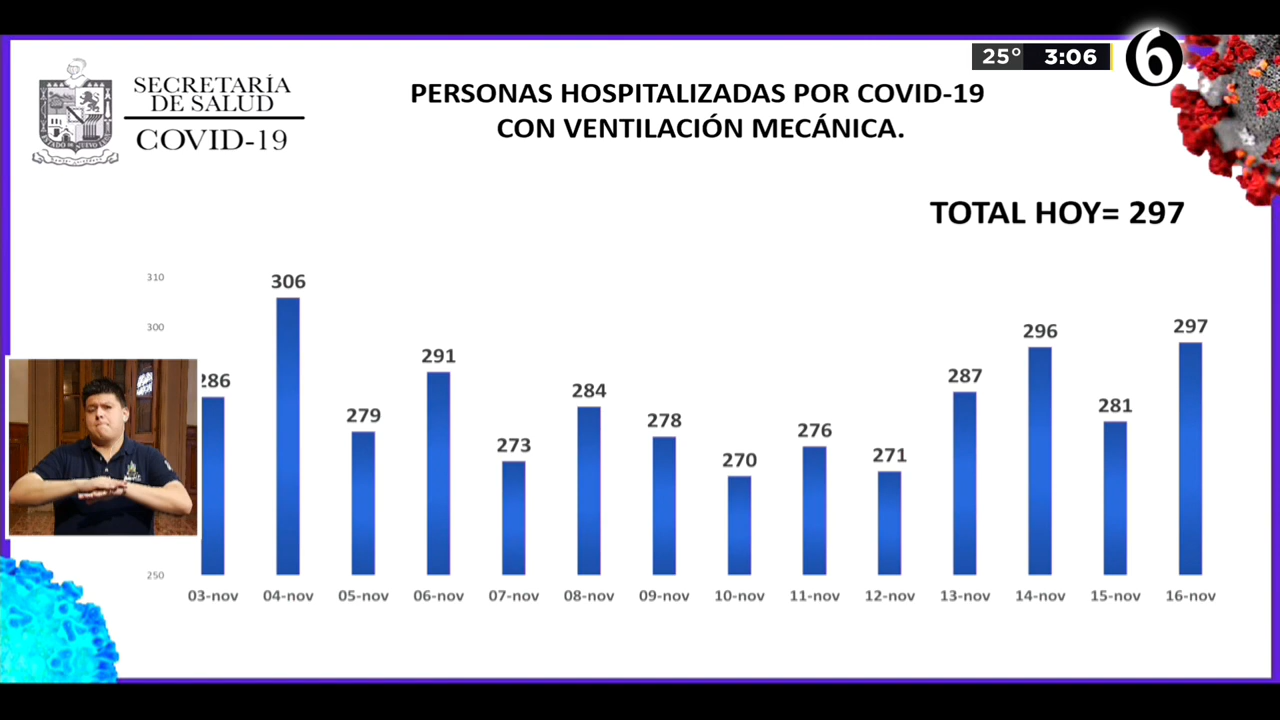 25° 3:06 6
SECRETARÍA
DE SALUD
COVID-19
PERSONAS HOSPITALIZADAS POR COVID-19
CON VENTILACIÓN MECÁNICA.
TOTAL HOY= 297
310
300
250
286 306 279 291 273 284 278 270 276 271 287 296 281 297
03-nov 04-nov 05-nov 06-nov 07-nov 08-nov 09-nov 10-nov 11-nov 12-nov 13-nov 14-nov 15-nov 16-nov